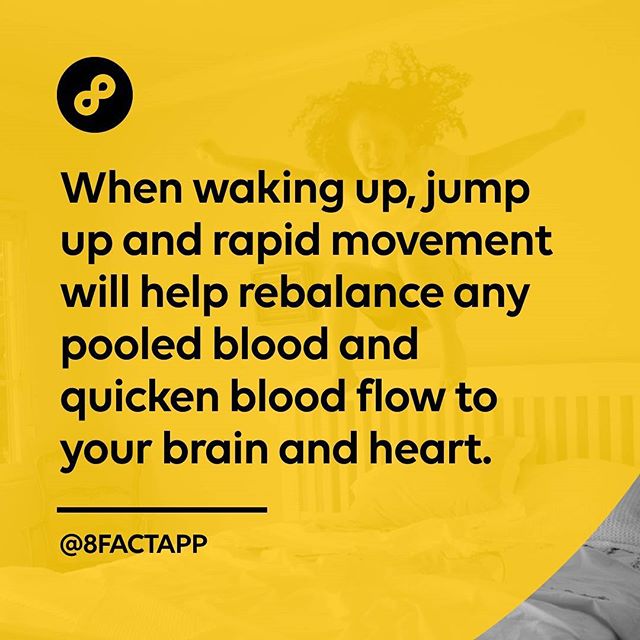 When waking up, jump
up and rapid movement
will help rebalance any
pooled blood and
quicken blood flow to
your brain and heart.
@8FACTAPP